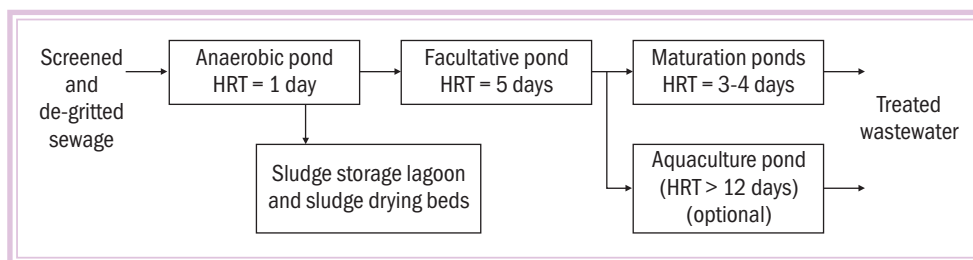 Screened
and
de-gritted
sewage
Anaerobic pond
HRT = 1 day
Facultative pond
HRT = 5 days
Maturation ponds
HRT = 3-4 days
Sludge storage lagoon
and sludge drying beds
Aquaculture pond
(HRT > 12 days)
(optional)
Treated
wastewater